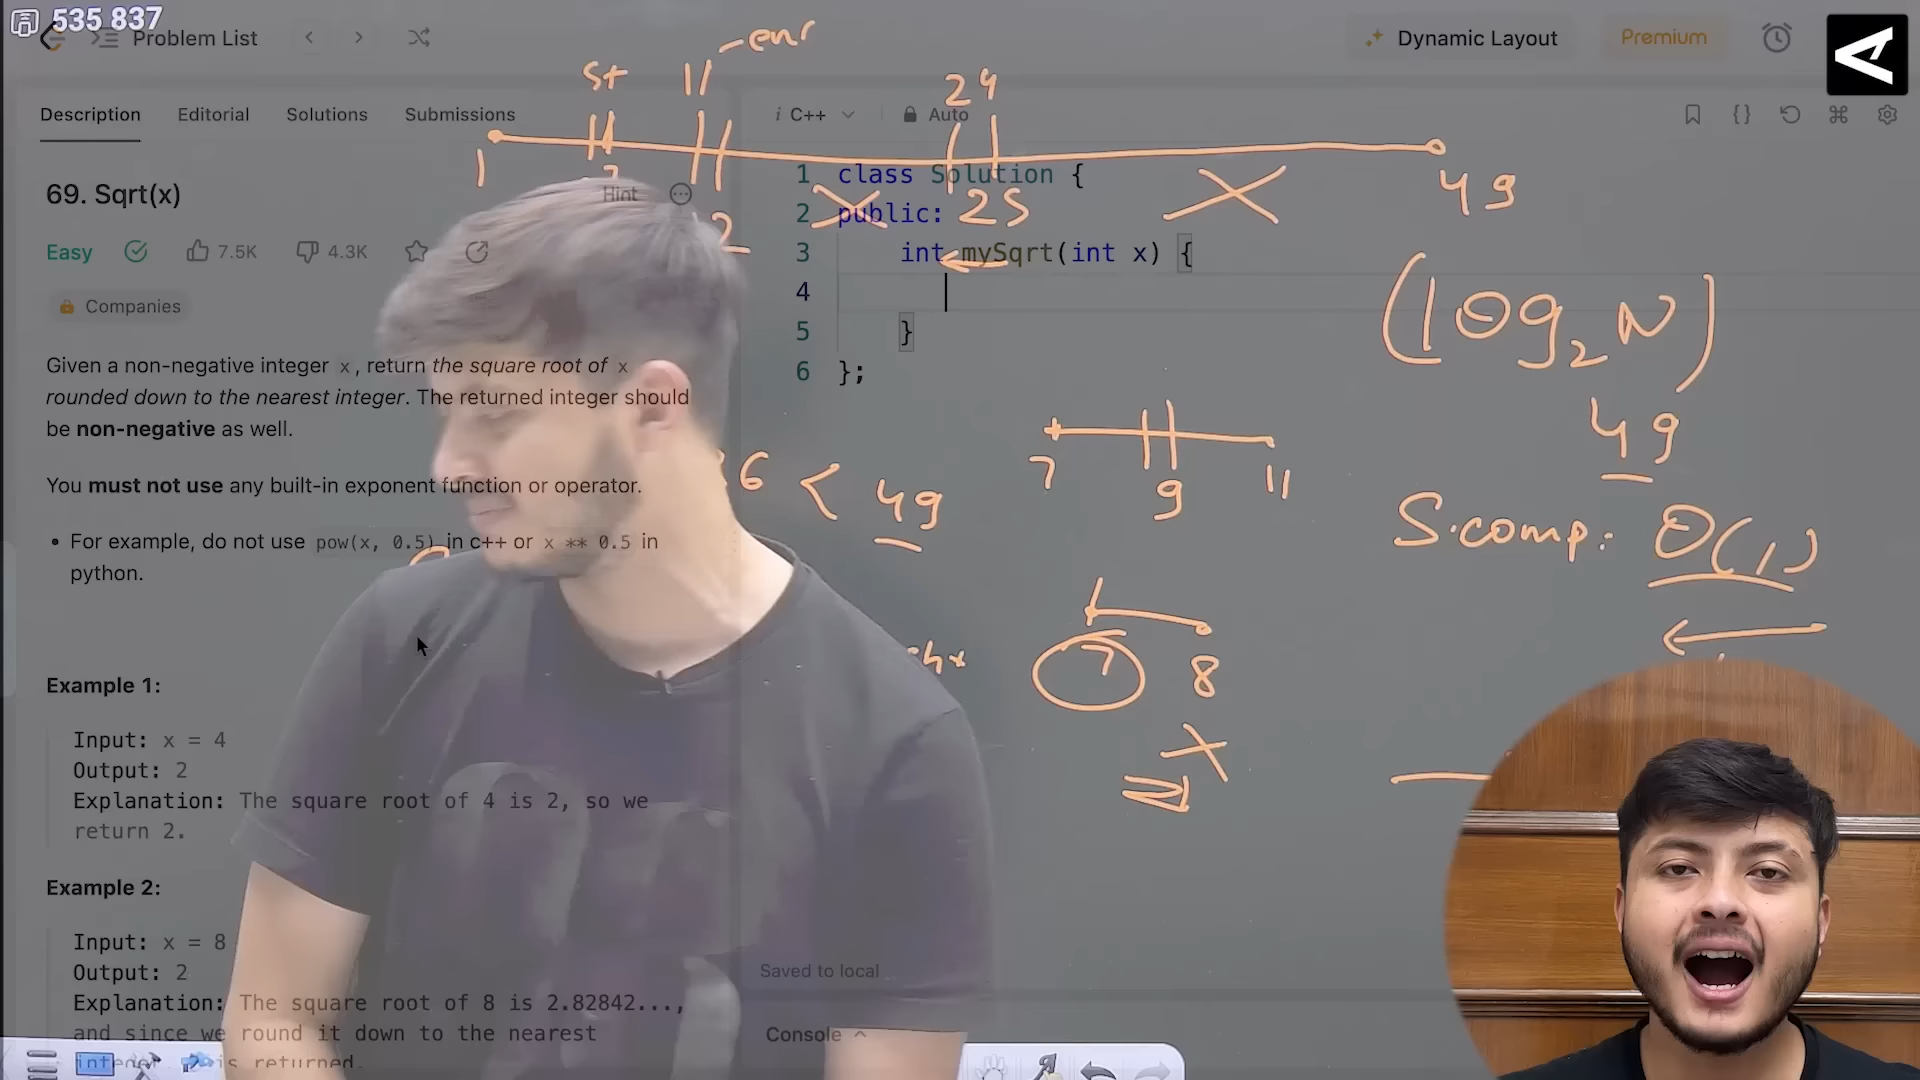 535 837
Problem List
Dynamic Layout
Premium
Description
Editorial
Solutions
Submissions
i C++
Auto
69. Sqrt(x)
Hint
Easy
7.5K
4.3K
Companies
Given a non-negative integer x, return the square root of x
rounded down to the nearest integer. The returned integer should
be non-negative as well.
You must not use any built-in exponent function or operator.
• For example, do not use pow(x, 0.5) in c++ or x ** 0.5 in
python.
Example 1:
Input: x = 4
Output: 2
Explanation: The square root of 4 is 2, so we
return 2.
Example 2:
Input: x = 8
Output: 2
Explanation: The square root of 8 is 2.82842...,
and since we round it down to the nearest
integer is returned.
1 class Solution {
2 public:
3 int mySqrt(int x) {
4
5 }
6 };
Saved to local
Console
st
11
24
1
25
49
(log₂N)
49
6 < 49
7
9
11
S.comp: O(1)
7
8